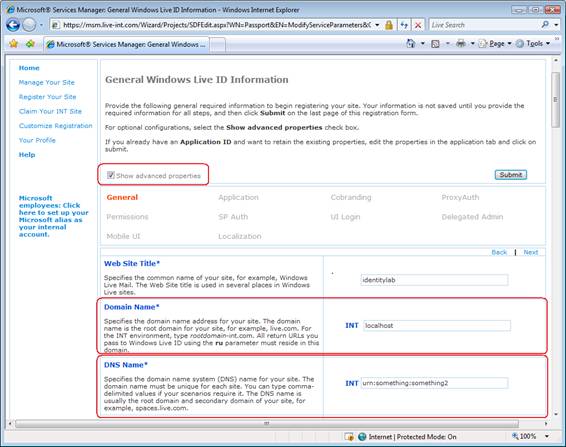 Microsoft® Services Manager: General Windows Live ID Information - Windows Internet Explorer
https://msm.live-int.com/Wizard/Projects/SDFEdit.aspx?WN=Passport&EN=ModifyServiceParameters&C
Live Search
Microsoft® Services Manager: General Windows ...
Page
Tools
Home
Manage Your Site
Register Your Site
Claim Your INT Site
Customize Registration
Your Profile
Help
Microsoft employees: Click here to set up your Microsoft alias as your internal account.
General Windows Live ID Information
Provide the following general required information to begin registering your site. Your information is not saved until you provide the
required information for all steps, and then click Submit on the last page of this registration form.
For optional configurations, select the Show advanced properties check box.
If you already have an Application ID and want to retain the existing properties, edit the properties in the application tab and click on
submit.
Show advanced properties
Submit
General Application Cobranding ProxyAuth
Permissions SP Auth UI Login Delegated Admin
Mobile UI Localization
Back | Next
Web Site Title*
Specifies the common name of your site, for example, Windows
Live Mail. The Web Site title is used in several places in Windows
Live sites.
identitylab
Domain Name*
Specifies the domain name address for your site. The domain
name is the root domain for your site, for example, live.com. For
the INT environment, type rootdomain-int.com. All return URLs you
pass to Windows Live ID using the ru parameter must reside in this
domain.
INT localhost
DNS Name*
Specifies the domain name system (DNS) name for your site. The
domain name must be unique for each site. You can type comma-
delimited values if your scenarios require it. The DNS name is
usually the root domain and secondary domain of your site, for
example, spaces.live.com.
INT urn:something:something2
Internet | Protected Mode: On
100%